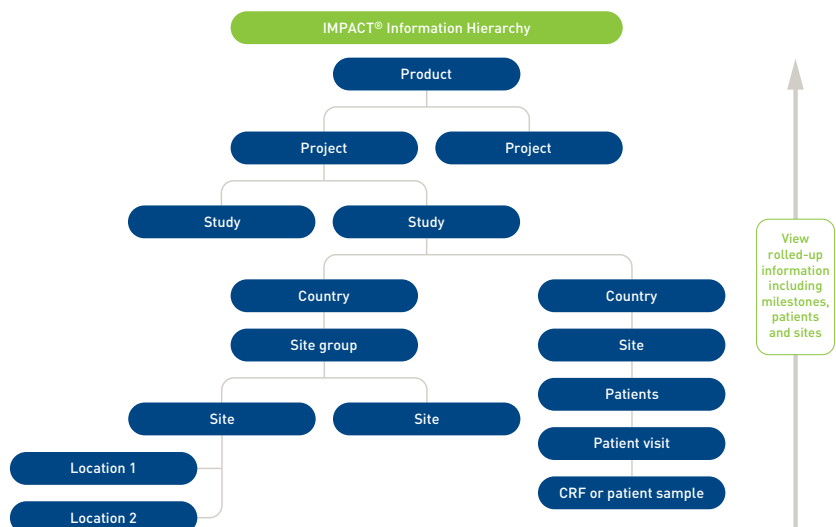 IMPACT® Information Hierarchy
Product
Project
Project
Study
Study
Country
Country
Site group
Site
Site
Site
Patients
Patient visit
CRF or patient sample
Location 1
Location 2
View
rolled-up
information
including
milestones,
patients
and sites